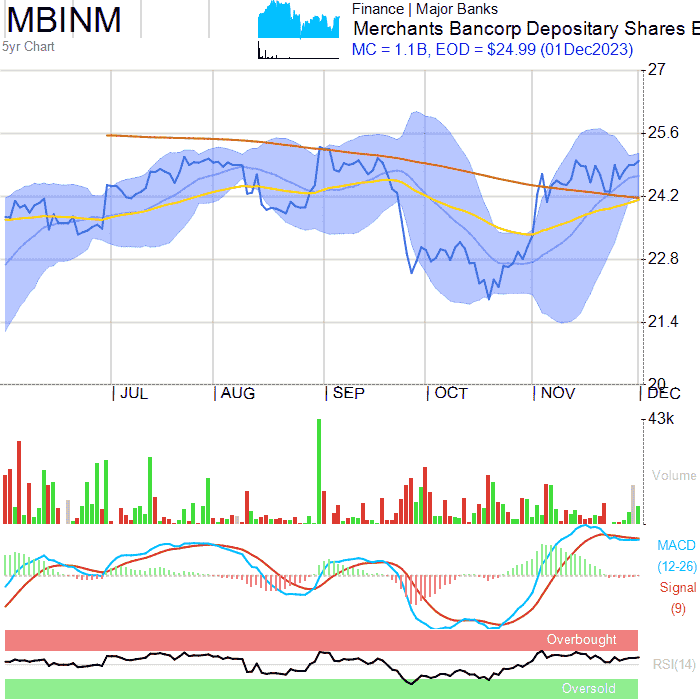 MBINM
5yr Chart
Finance | Major Banks
Merchants Bancorp Depositary Shares E
MC = 1.1B, EOD = $24.99 (01Dec2023)
27
25.6
24.2
22.8
21.4
20
JUL AUG SEP OCT NOV DEC
43k
Volume
MACD
(12-26)
Signal
(9)
Overbought
RSI(14)
Oversold